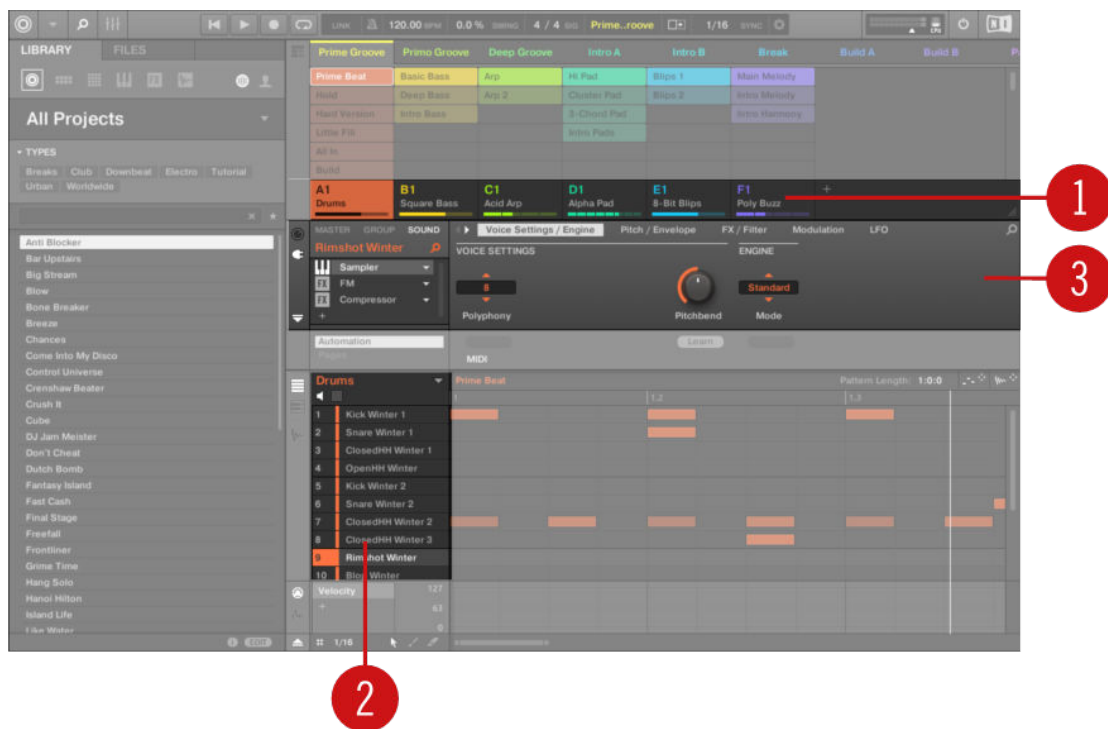 LINK 120.00 BPM 0.0 % SWING 4 / 4 SIG Prime..roove 1/16 SYNC CPU
LIBRARY FILES
All Projects
TYPES
Breaks Club Downbeat Electro Tutorial
Urban Worldwide
Anti Blocker
Bar Upstairs
Big Stream
Blow
Bone Breaker
Breeze
Chances
Come Into My Disco
Control Universe
Crenshaw Beater
Crush It
Cube
DJ Jam Meister
Don't Cheat
Dutch Bomb
Fantasy Island
Fast Cash
Final Stage
Freefall
Frontliner
Grime Time
Hang Solo
Hanoi Hilton
Island Life
Like Water
EDIT
Prime Groove Primo Groove Deep Groove Intro A Intro B Break Build A Build B
Prime Beat Basic Bass Arp Hi Pad Blips 1 Main Melody
Hold Deep Bass Arp 2 Cluster Pad Blips 2 Intro Melody
Hard Version Intro Bass 3-Chord Pad Intro Harmony
Little Fill Intro Pads
All In
Build
A1 B1 C1 D1 E1 F1 +
Drums Square Bass Acid Arp Alpha Pad 8-Bit Blips Poly Buzz
1
MASTER GROUP SOUND Voice Settings / Engine Pitch / Envelope FX / Filter Modulation LFO
Rimshot Winter VOICE SETTINGS ENGINE
Sampler
FX FM 8 Standard
FX Compressor
+ Polyphony Pitchbend Mode
3
Automation Learn
Pages MIDI
Drums Prime Beat Pattern Length: 1:0:0
1 1.2 1.3
1 Kick Winter 1
2 Snare Winter 1
3 ClosedHH Winter 1
4 OpenHH Winter
5 Kick Winter 2
6 Snare Winter 2
7 ClosedHH Winter 2
8 ClosedHH Winter 3
9 Rimshot Winter
10 Blop Winter
Velocity 127
+ 63
0
1/16
2